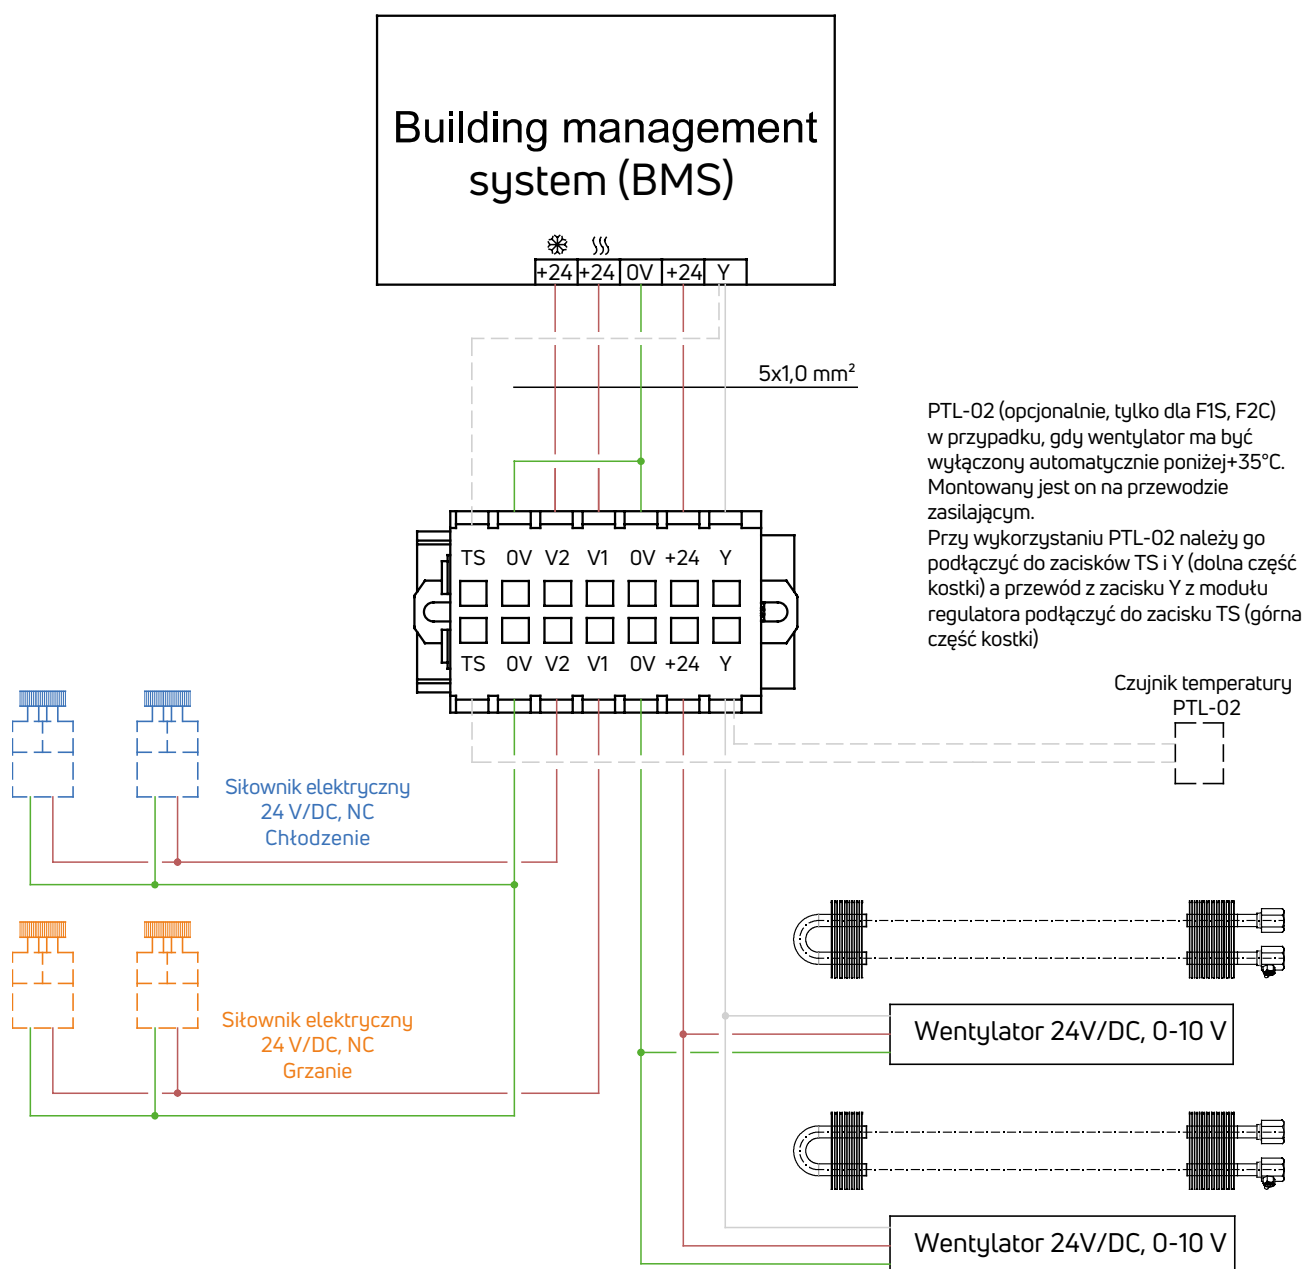 Building management
system (BMS)
+24 +24 0V +24 Y
5x1,0 mm²
PTL-02 (opcjonalnie, tylko dla F1S, F2C)
w przypadku, gdy wentylator ma być
wyłączony automatycznie poniżej+35°C.
Montowany jest on na przewodzie
zasilającym.
Przy wykorzystaniu PTL-02 należy go
podłączyć do zacisków TS i Y (dolna część
kostki) a przewód z zacisku Y z modułu
regulatora podłączyć do zacisku TS (górna
część kostki)
TS 0V V2 V1 0V +24 Y
TS 0V V2 V1 0V +24 Y
Czujnik temperatury
PTL-02
Siłownik elektryczny
24 V/DC, NC
Chłodzenie
Siłownik elektryczny
24 V/DC, NC
Grzanie
Wentylator 24V/DC, 0-10 V
Wentylator 24V/DC, 0-10 V